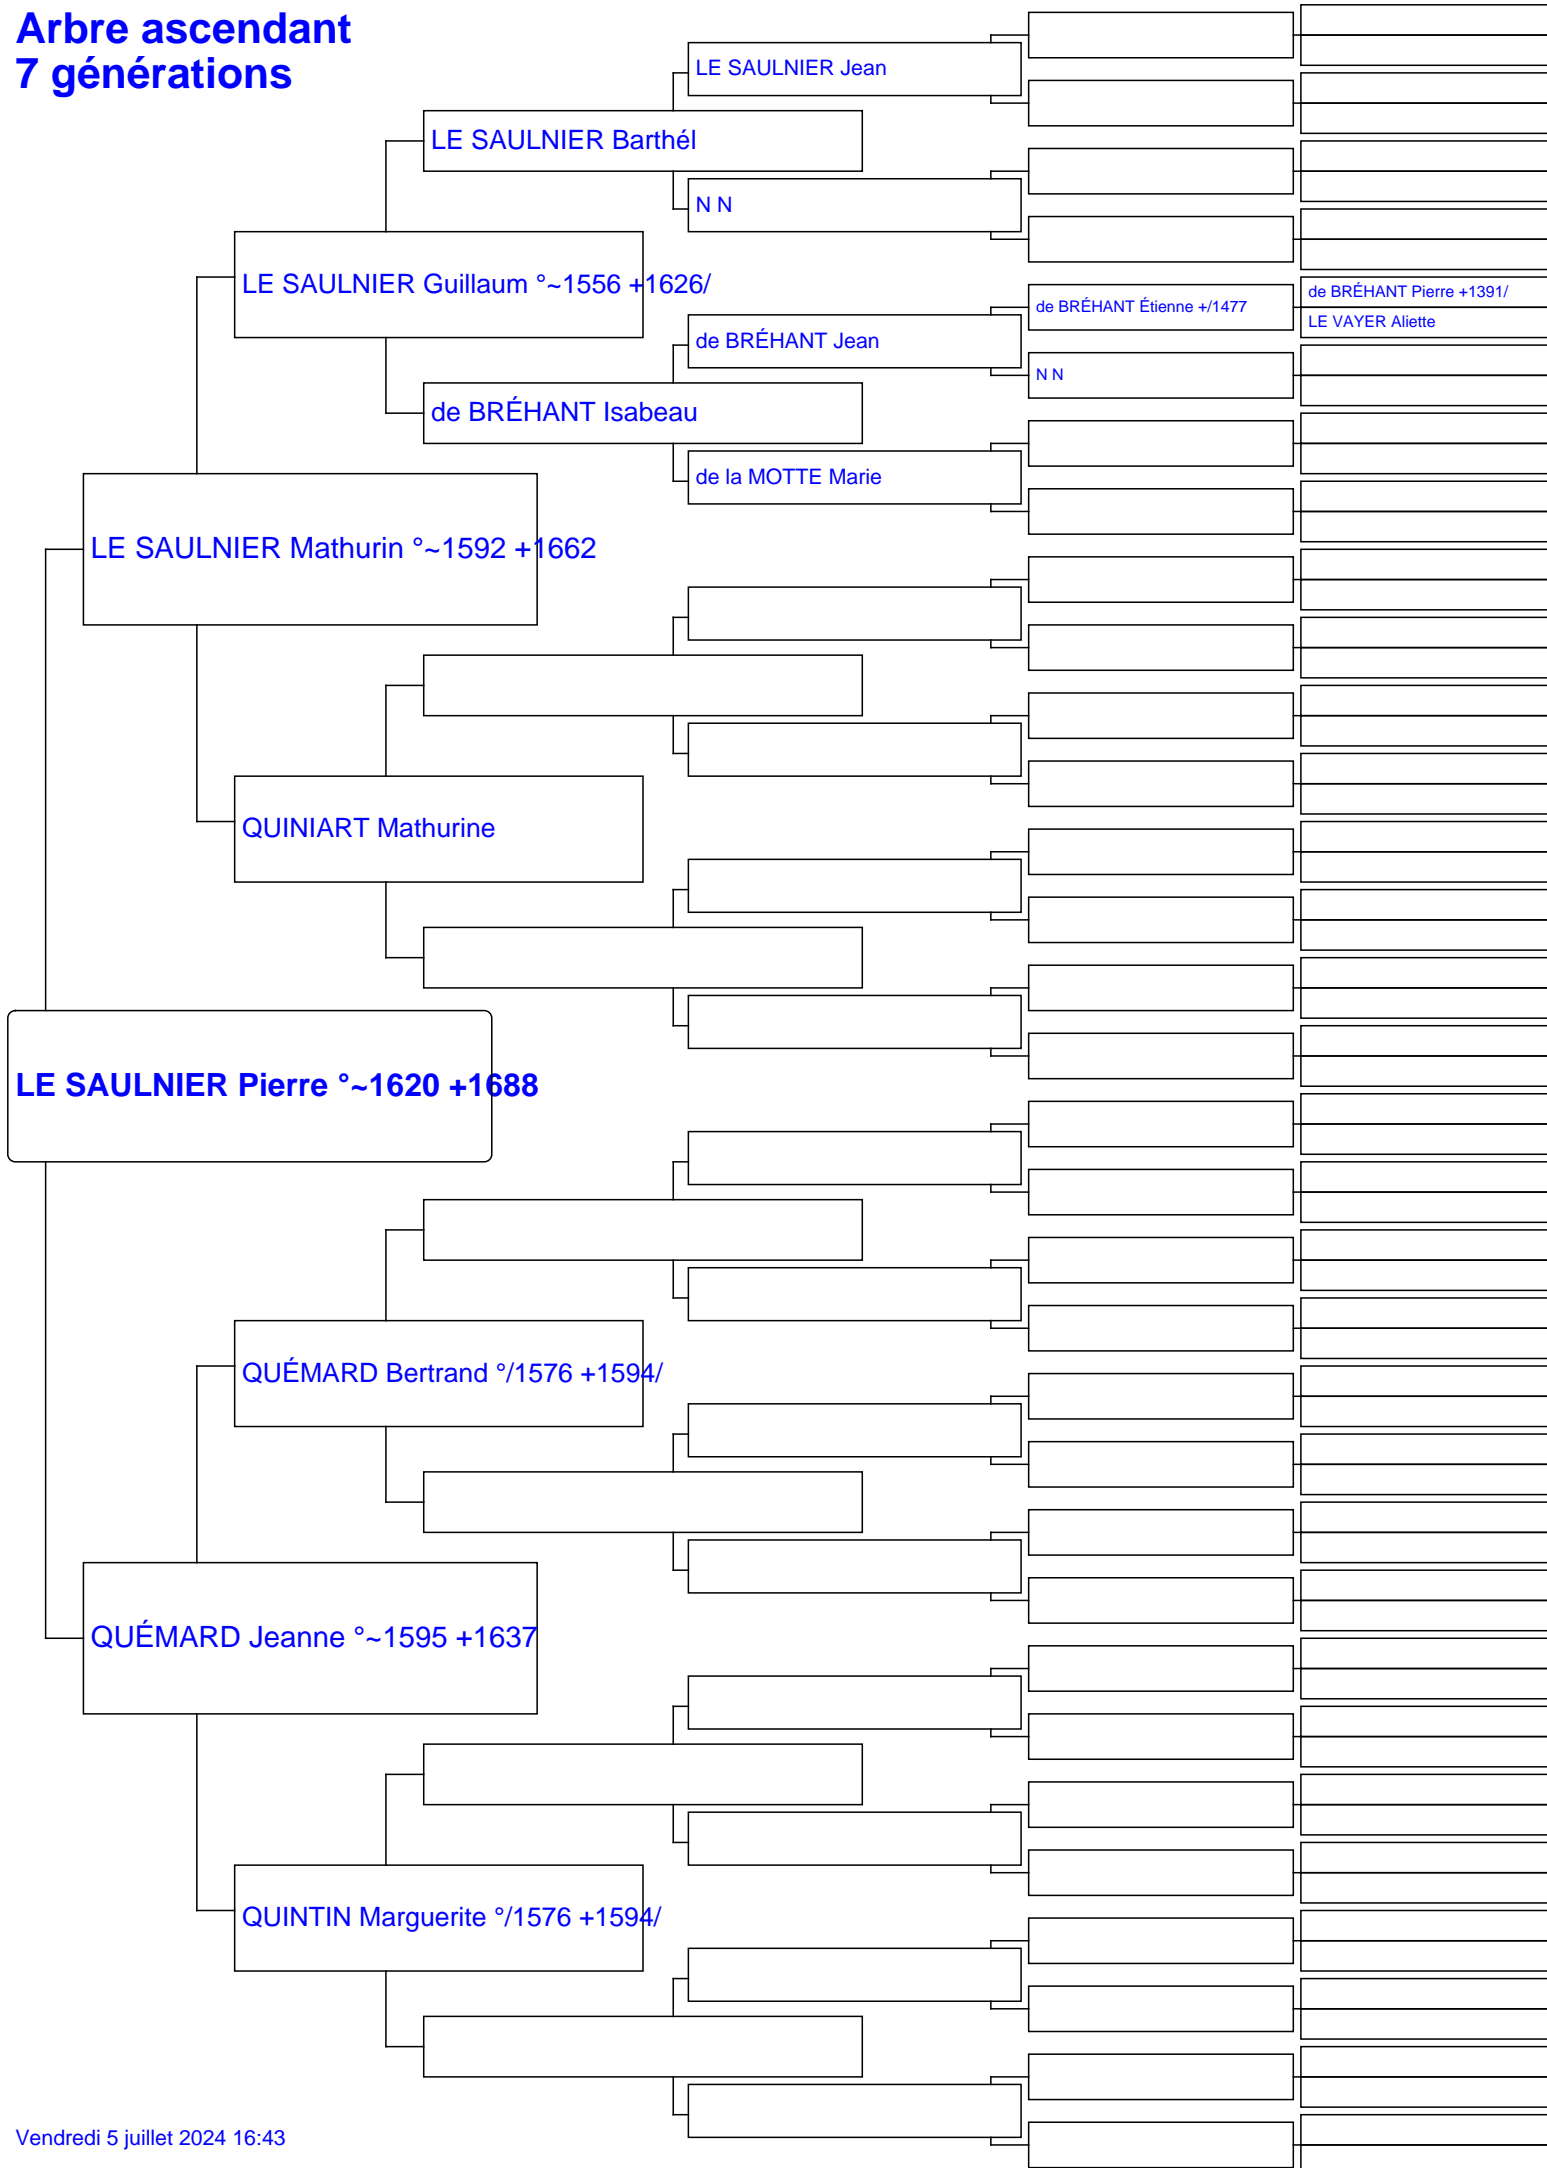 Arbre ascendant
7 générations
LE SAULNIER Jean
LE SAULNIER Barthél
N N
LE SAULNIER Guillaum °~1556 +1626/
de BRÉHANT Pierre +1391/
de BRÉHANT Étienne +/1477
LE VAYER Aliette
de BRÉHANT Jean
N N
de BRÉHANT Isabeau
de la MOTTE Marie
LE SAULNIER Mathurin °~1592 +1662
QUINIART Mathurine
LE SAULNIER Pierre °~1620 +1688
QUÉMARD Bertrand °/1576 +1594/
QUÉMARD Jeanne °~1595 +1637
QUINTIN Marguerite °/1576 +1594/
Vendredi 5 juillet 2024 16:43